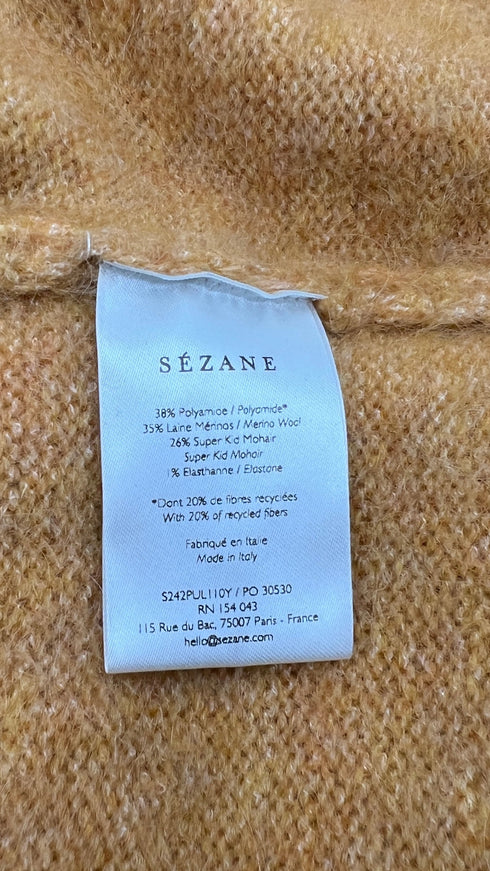 SÉZANE
38% Polyamide / Polyamide*
35% Laine Mérinos / Merino Wool
26% Super Kid Mohair
Super Kid Mohair
1% Elasthanne / Elastane
*Dont 20% de fibres recyclées
With 20% of recycled fibers
Fabriqué en Italie
Made in Italy
S242PUL110Y / PO 30530
RN 154 043
115 Rue du Bac, 75007 Paris - France
hello@sezane.com